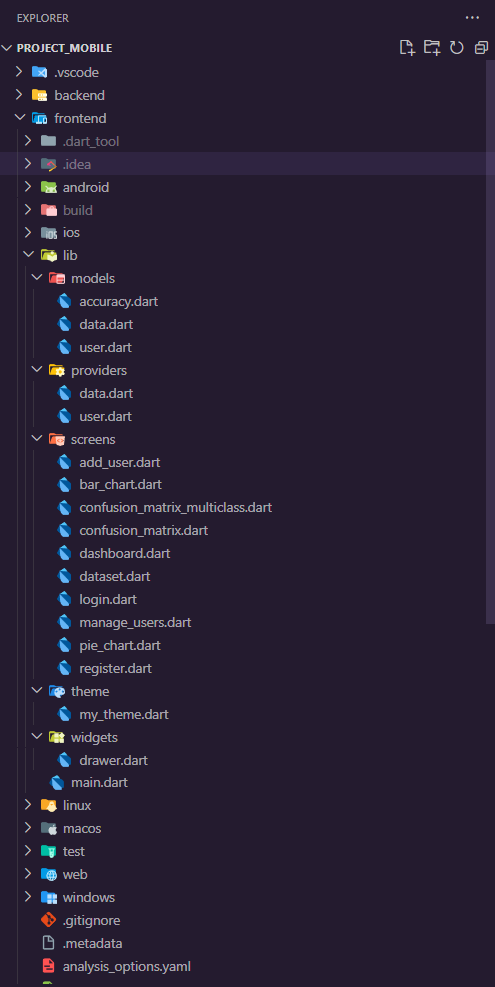 EXPLORER
PROJECT_MOBILE
.vscode
backend
frontend
.dart_tool
.idea
android
build
ios
lib
models
accuracy.dart
data.dart
user.dart
providers
data.dart
user.dart
screens
add_user.dart
bar_chart.dart
confusion_matrix_multiclass.dart
confusion_matrix.dart
dashboard.dart
dataset.dart
login.dart
manage_users.dart
pie_chart.dart
register.dart
theme
my_theme.dart
widgets
drawer.dart
main.dart
linux
macos
test
web
windows
.gitignore
.metadata
analysis_options.yaml